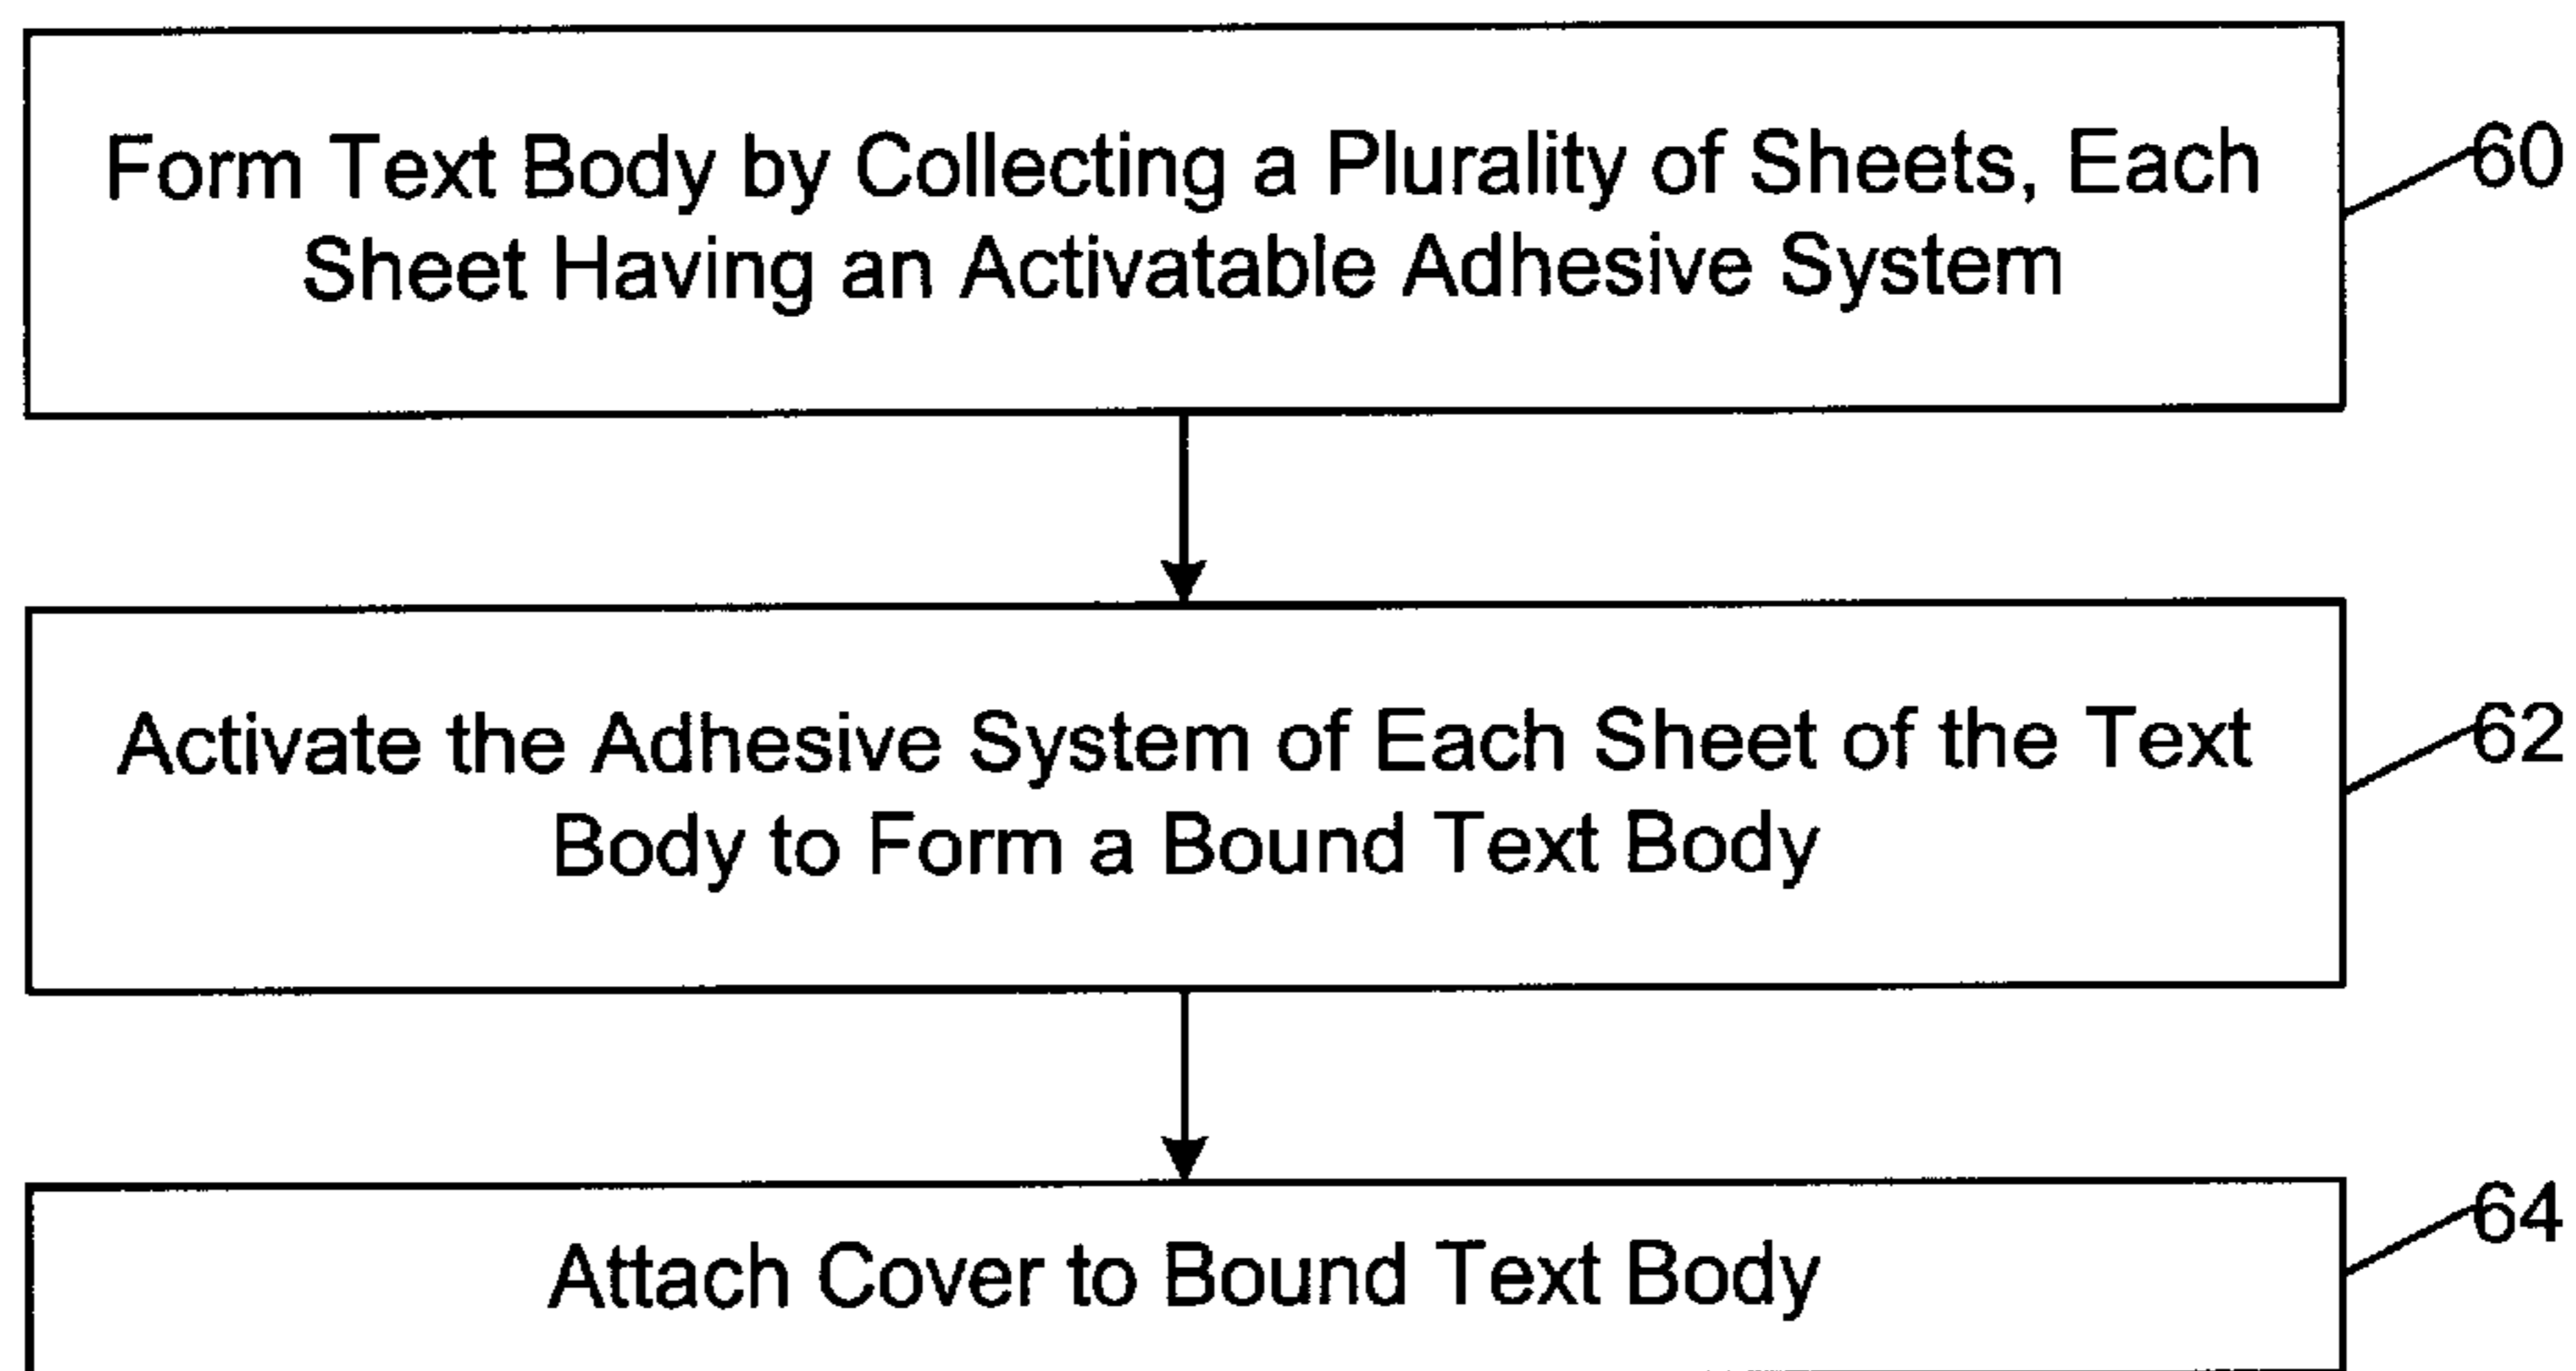 Form Text Body by Collecting a Plurality of Sheets, Each
Sheet Having an Activatable Adhesive System
60
Activate the Adhesive System of Each Sheet of the Text
Body to Form a Bound Text Body
62
Attach Cover to Bound Text Body
64